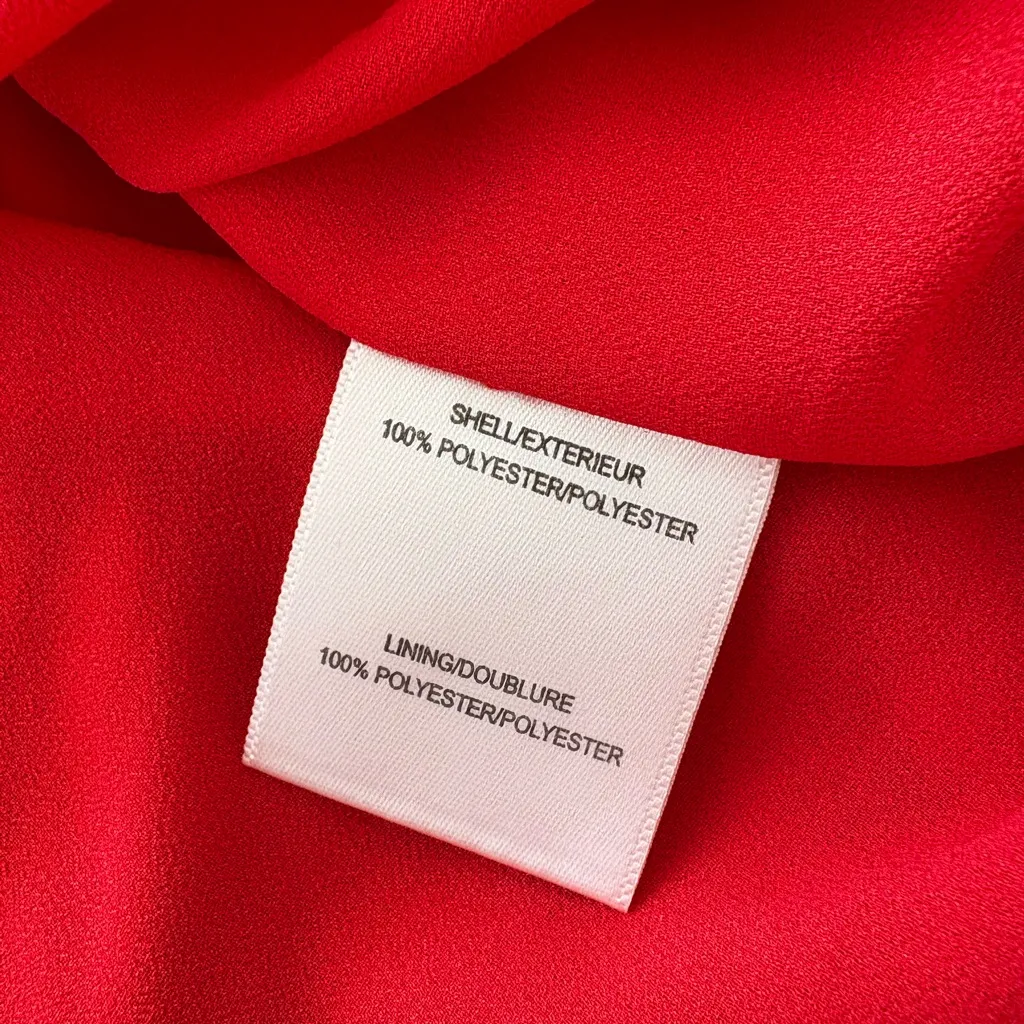 SHELL/EXTERIEUR
100% POLYESTER/POLYESTER
LINING/DOUBLURE
100% POLYESTER/POLYESTER